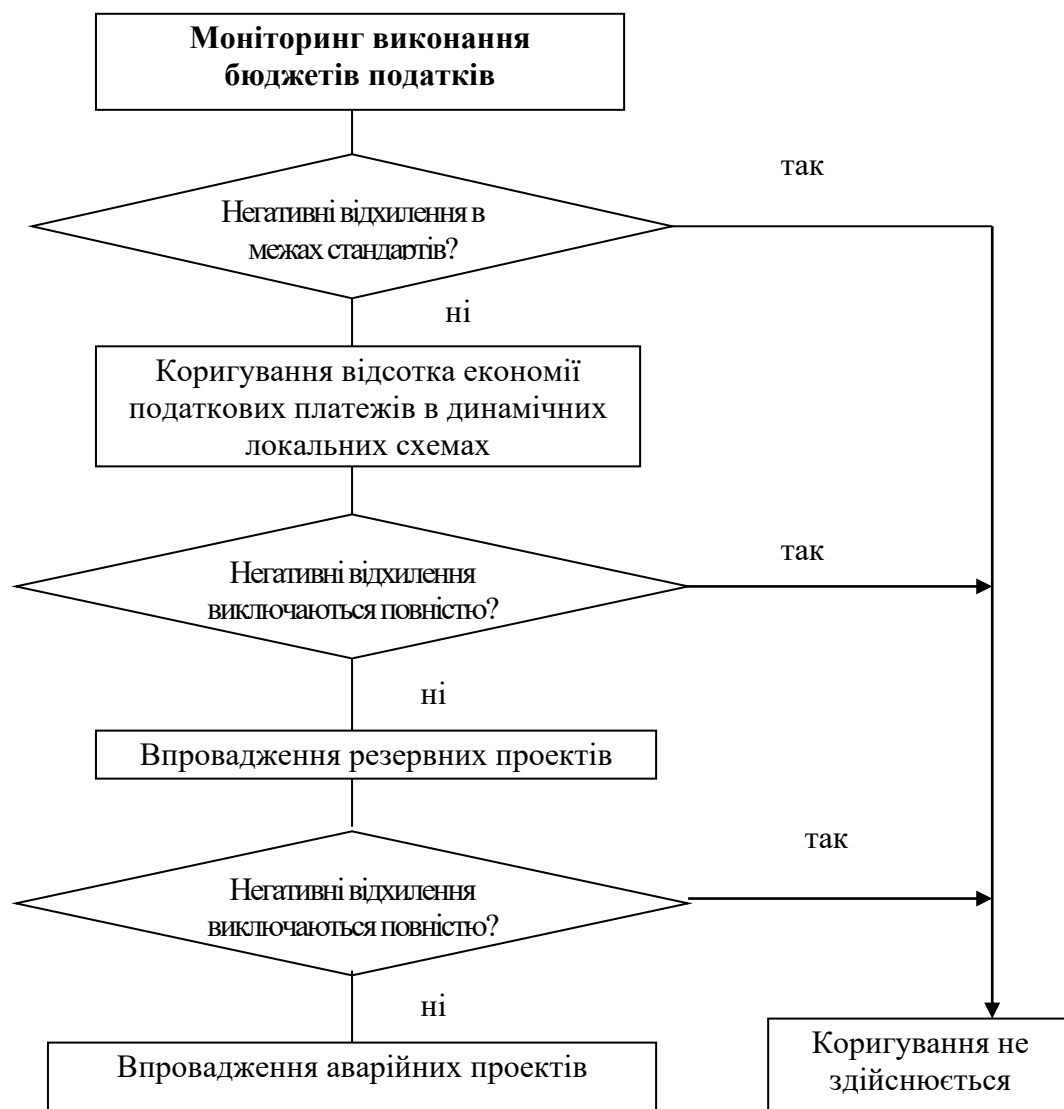 Моніторинг виконання
бюджетів податків
так
Негативні відхилення в
межах стандартів?
ні
Коригування відсотка економії
податкових платежів в динамічних
локальних схемах
так
Негативні відхилення
виключаються повністю?
ні
Впровадження резервних проектів
так
Негативні відхилення
виключаються повністю?
ні
Впровадження аварійних проектів
Коригування не
здійснюється